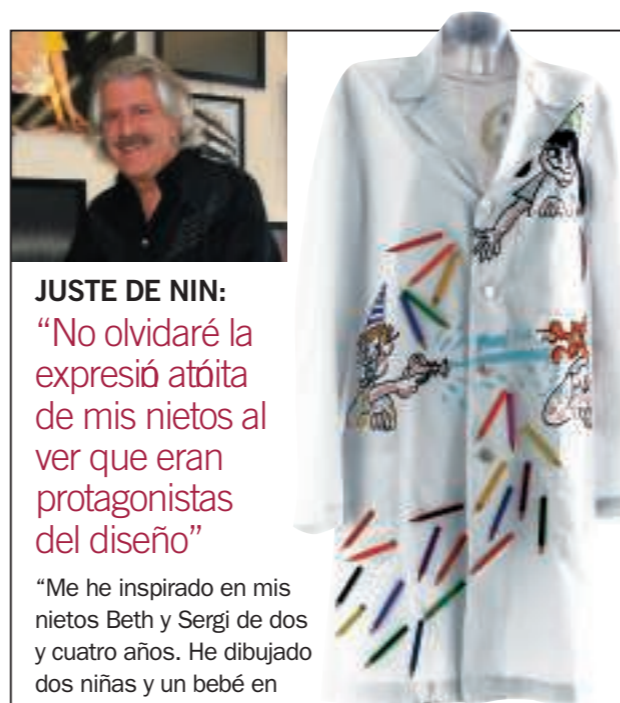 JUSTE DE NIN:
“No olvidaré la
expresió atóita
de mis nietos al
ver que eran
protagonistas
del diseño”
“Me he inspirado en mis
nietos Beth y Sergi de dos
y cuatro años. He dibujado
dos niñas y un bebé en